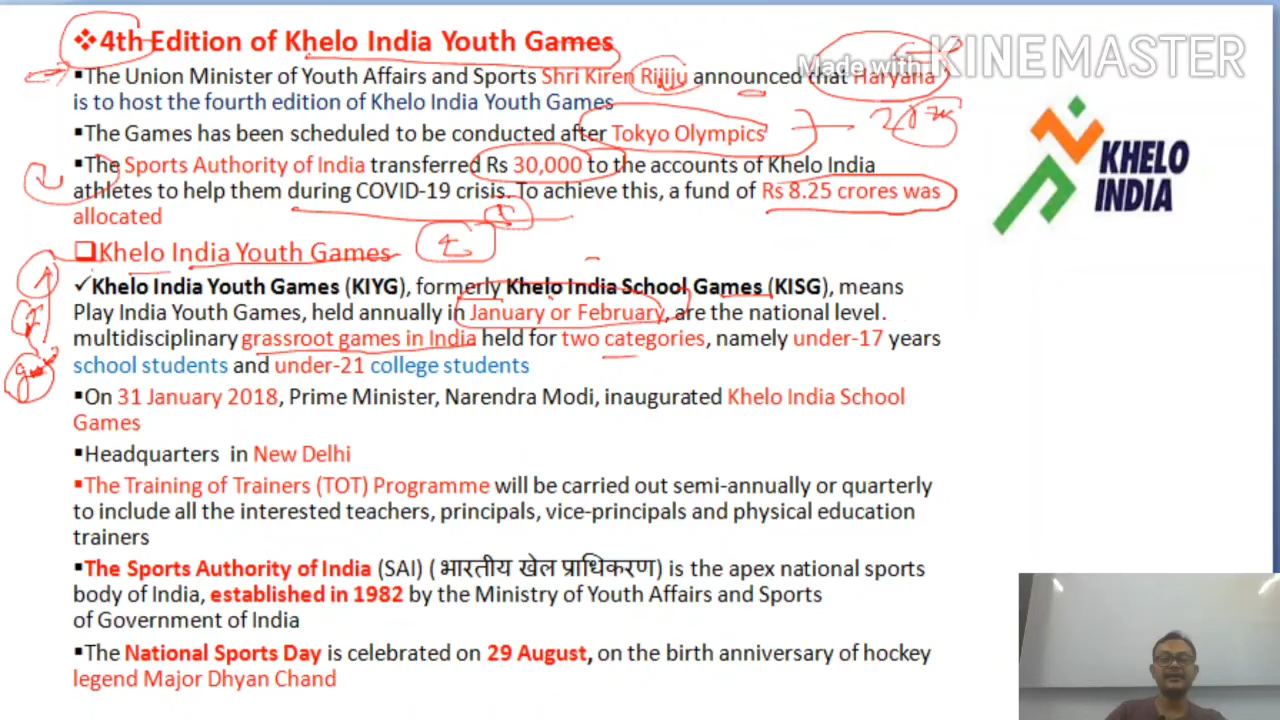 ❖4th Edition of Khelo India Youth Games
Made with KINEMASTER
▪The Union Minister of Youth Affairs and Sports Shri Kiren Rijiju announced that Haryana
is to host the fourth edition of Khelo India Youth Games
▪The Games has been scheduled to be conducted after Tokyo Olympics
▪The Sports Authority of India transferred Rs 30,000 to the accounts of Khelo India
athletes to help them during COVID-19 crisis. To achieve this, a fund of Rs 8.25 crores was
allocated
KHELO
INDIA
❑Khelo India Youth Games
✓Khelo India Youth Games (KIYG), formerly Khelo India School Games (KISG), means
Play India Youth Games, held annually in January or February, are the national level.
multidisciplinary grassroot games in India held for two categories, namely under-17 years
school students and under-21 college students
▪On 31 January 2018, Prime Minister, Narendra Modi, inaugurated Khelo India School
Games
▪Headquarters in New Delhi
▪The Training of Trainers (TOT) Programme will be carried out semi-annually or quarterly
to include all the interested teachers, principals, vice-principals and physical education
trainers
▪The Sports Authority of India (SAI) ( भारतीय खेल प्राधिकरण) is the apex national sports
body of India, established in 1982 by the Ministry of Youth Affairs and Sports
of Government of India
▪The National Sports Day is celebrated on 29 August, on the birth anniversary of hockey
legend Major Dhyan Chand